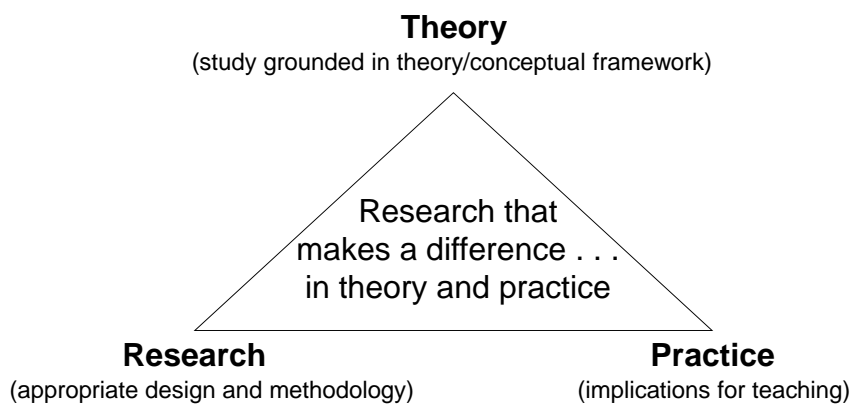 Theory
(study grounded in theory/conceptual framework)
Research that
makes a difference . . .
in theory and practice
Research
(appropriate design and methodology)
Practice
(implications for teaching)